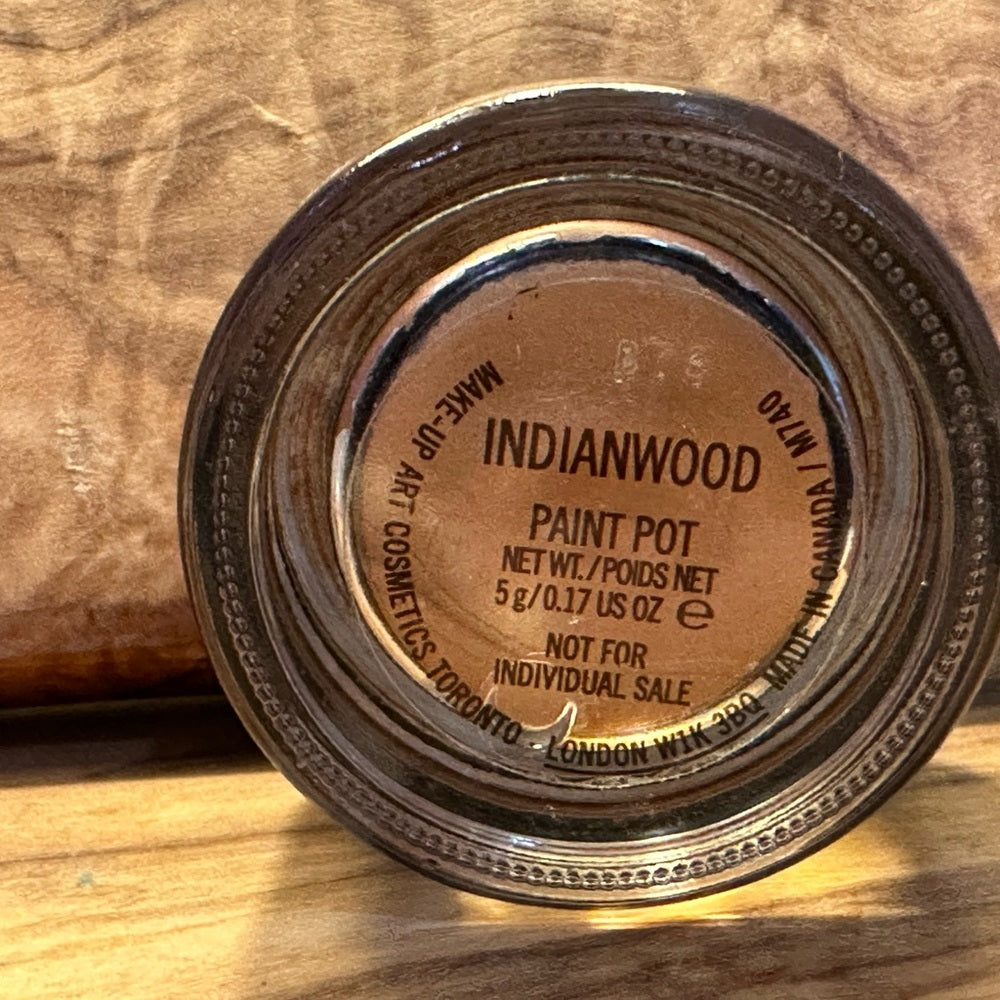 INDIANWOOD
PAINT POT
NET WT./POIDS NET
5 g/0.17 US OZ e
NOT FOR
INDIVIDUAL SALE
MAKE-UP ART COSMETICS TORONTO - LONDON W1K 3BQ MADE IN CANADA / M740